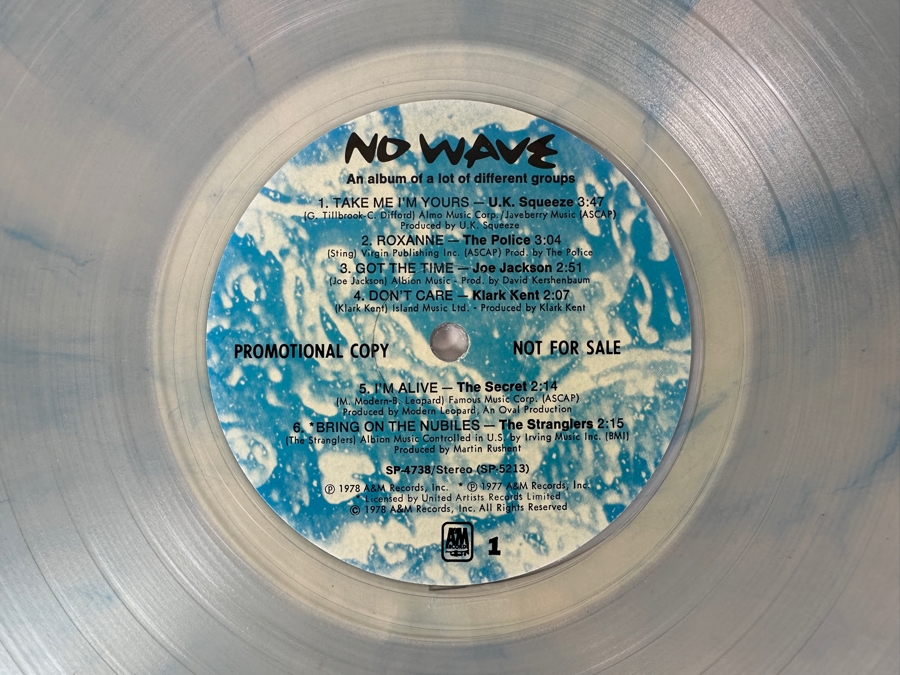 NO WAVE
An album of a lot of different groups
1. TAKE ME I'M YOURS — U.K. Squeeze 3:47
(G. Tillbrook-C. Difford) Almo Music Corp./Javeberry Music (ASCAP)
Produced by U.K. Squeeze
2. ROXANNE — The Police 3:04
(Sting) Virgin Publishing Inc. (ASCAP) Prod. by The Police
3. GOT THE TIME — Joe Jackson 2:51
(Joe Jackson) Albion Music - Prod. by David Kershenbaum
4. DON'T CARE — Klark Kent 2:07
(Klark Kent) Island Music Ltd. - Produced by Klark Kent
PROMOTIONAL COPY NOT FOR SALE
5. I'M ALIVE — The Secret 2:14
(M. Modern-B. Leopard) Famous Music Corp. (ASCAP)
Produced by Modern Leopard, An Oval Production
6. *BRING ON THE NUBILES — The Stranglers 2:15
(The Stranglers) Albion Music Controlled in U.S. by Irving Music Inc. (BMI)
Produced by Martin Rushent
SP-4738/Stereo (SP-5213)
℗ 1978 A&M Records, Inc. * ℗ 1977 A&M Records, Inc.
* Licensed by United Artists Records Limited
© 1978 A&M Records, Inc. All Rights Reserved
A&M RECORDS 1